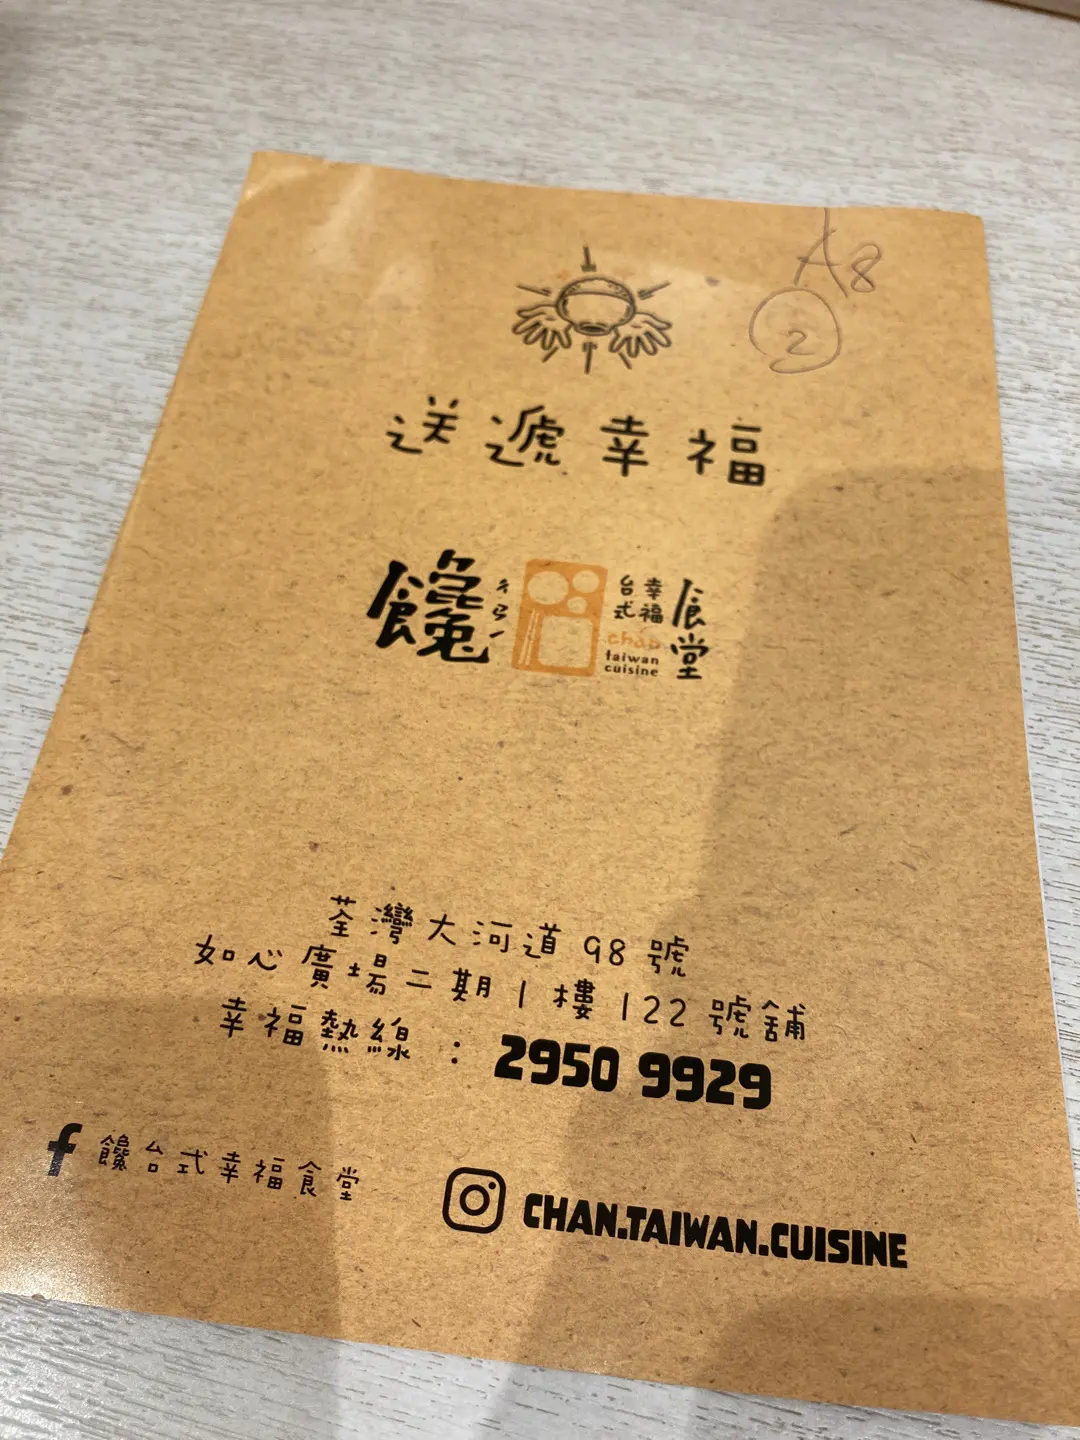 A8
2
送遞幸福
饞
ㄔㄢˊ
台式
幸福
chan
taiwan
cuisine
食堂
荃灣大河道98號
如心廣場二期1樓122號舖
幸福熱線：2950 9929
饞台式幸福食堂
CHAN.TAIWAN.CUISINE